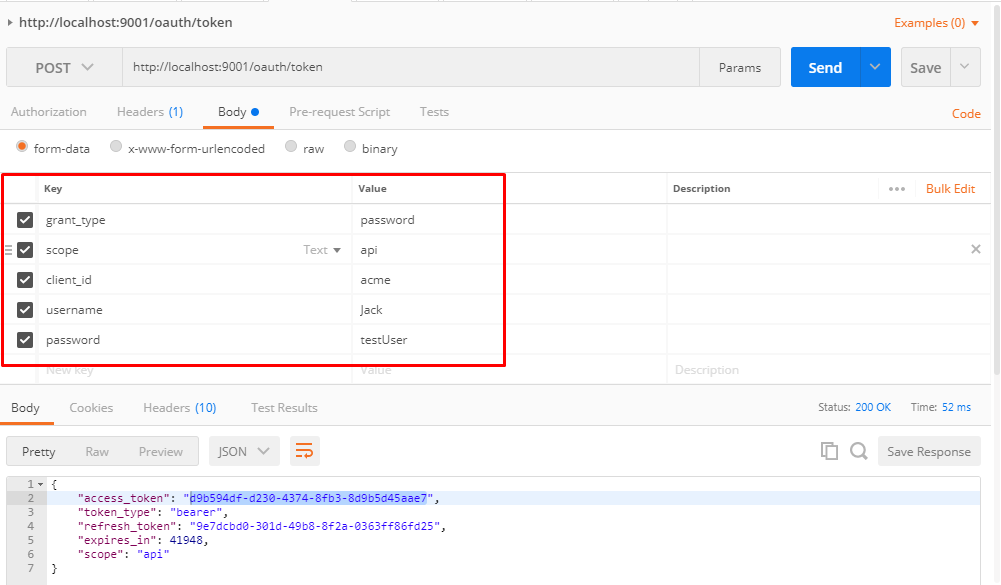 http://localhost:9001/oauth/token Examples (0)
POST http://localhost:9001/oauth/token Params Send Save
Authorization Headers (1) Body Pre-request Script Tests Code
form-data x-www-form-urlencoded raw binary
Key Value Description Bulk Edit
grant_type password
scope Text api
client_id acme
username Jack
password testUser
New key Value Description
Body Cookies Headers (10) Test Results Status: 200 OK Time: 52 ms
Pretty Raw Preview JSON Save Response
1 {
2 "access_token": "d9b594df-d230-4374-8fb3-8d9b5d45aae7",
3 "token_type": "bearer",
4 "refresh_token": "9e7dcbd0-301d-49b8-8f2a-0363ff86fd25",
5 "expires_in": 41948,
6 "scope": "api"
7 }